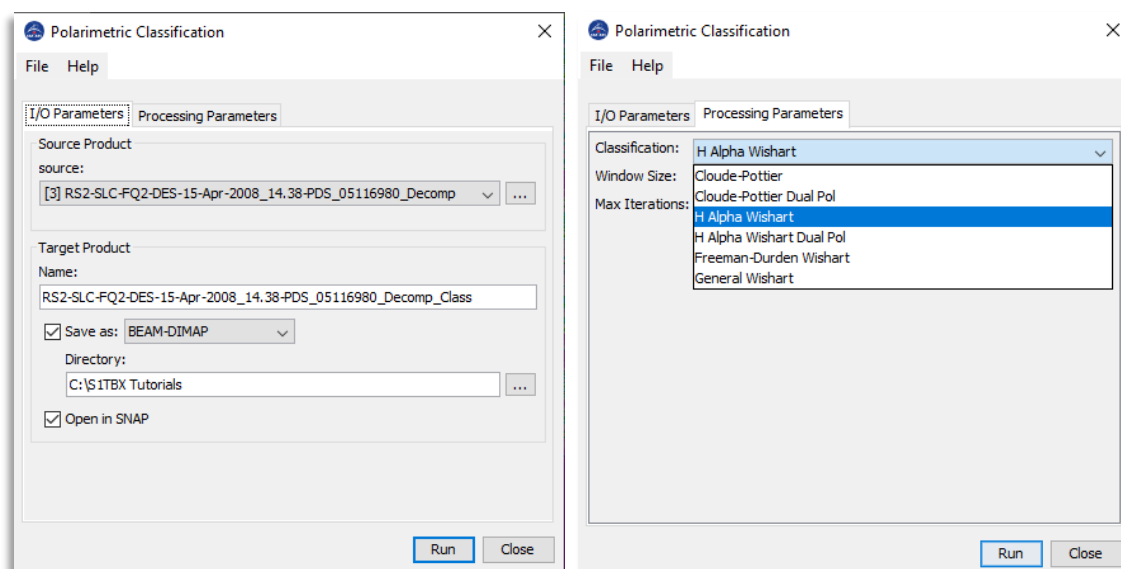 Polarimetric Classification
File Help
I/O Parameters Processing Parameters
Source Product
source:
[3] RS2-SLC-FQ2-DES-15-Apr-2008_14.38-PDS_05116980_Decomp ...
Target Product
Name:
RS2-SLC-FQ2-DES-15-Apr-2008_14.38-PDS_05116980_Decomp_Class
Save as: BEAM-DIMAP
Directory:
C:\S1TBX Tutorials ...
Open in SNAP
Run Close
Polarimetric Classification
File Help
I/O Parameters Processing Parameters
Classification: H Alpha Wishart
Window Size: Cloude-Pottier
Cloude-Pottier Dual Pol
Max Iterations: H Alpha Wishart
H Alpha Wishart Dual Pol
Freeman-Durden Wishart
General Wishart
Run Close